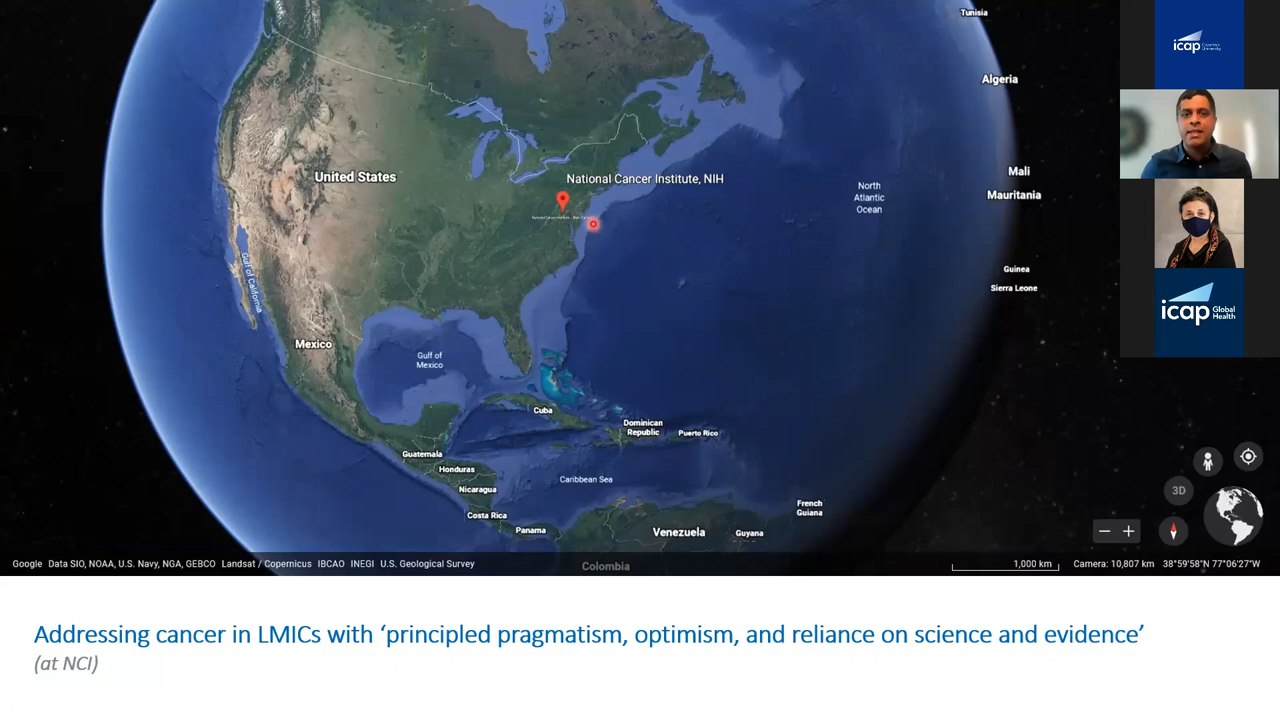 Tunisia
Algeria
Mali
Mauritania
Guinea
Sierra Leone
United States
National Cancer Institute, NIH
North
Atlantic
Ocean
Gulf of California
Mexico
Gulf of
Mexico
Cuba
Dominican
Republic
Puerto Rico
Guatemala
Honduras
Caribbean Sea
Nicaragua
Costa Rica
Panama
Venezuela
French
Guiana
Guyana
Colombia
3D
Google Data SIO, NOAA, U.S. Navy, NGA, GEBCO Landsat / Copernicus IBCAO INEGI U.S. Geological Survey
1,000 km
Camera: 10,807 km 38°59'58"N 77°06'27"W
icap
icap Global
Health
Addressing cancer in LMICs with ‘principled pragmatism, optimism, and reliance on science and evidence’
(at NCI)